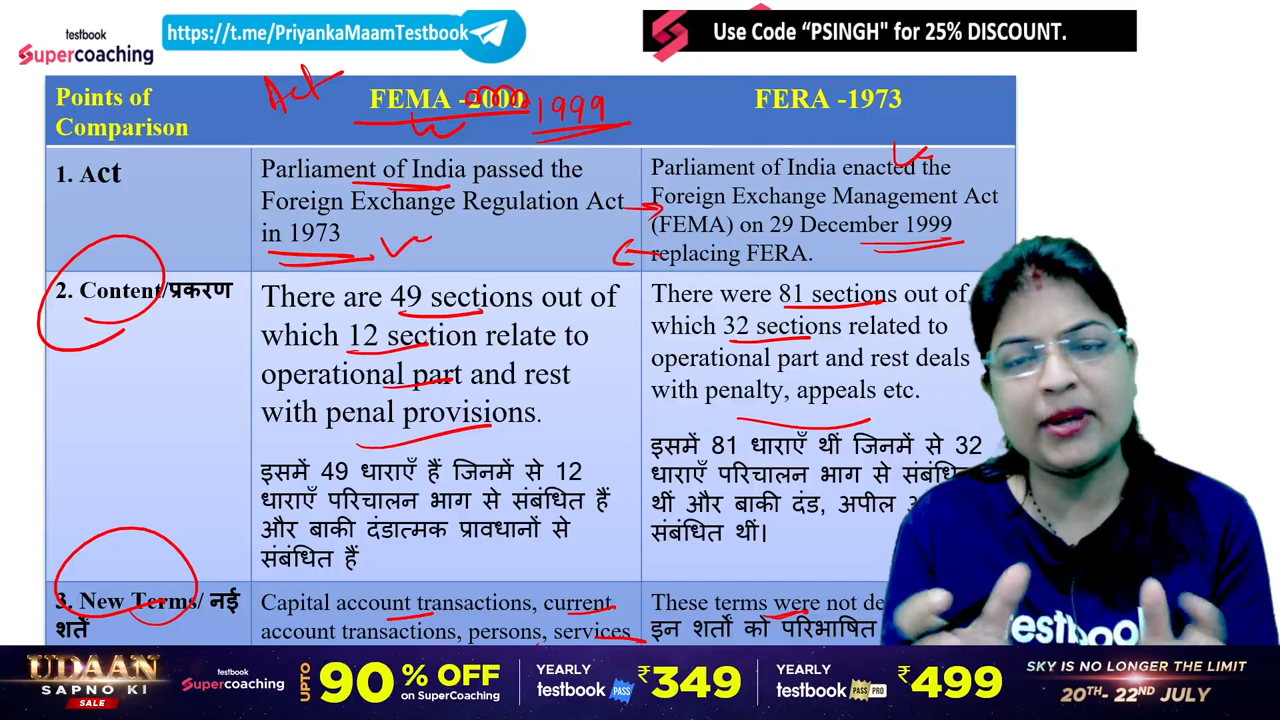 testbook
Supercoaching
https://t.me/PriyankaMaamTestbook
Use Code “PSINGH” for 25% DISCOUNT.
Points of
Comparison
Act
FEMA -2000
1999
FERA -1973
1. Act
Parliament of India passed the
Foreign Exchange Regulation Act
in 1973
Parliament of India enacted the
Foreign Exchange Management Act
(FEMA) on 29 December 1999
replacing FERA.
2. Content/प्रकरण
There are 49 sections out of
which 12 section relate to
operational part and rest
with penal provisions.
इसमें 49 धाराएँ हैं जिनमें से 12
धाराएँ परिचालन भाग से संबंधित हैं
और बाकी दंडात्मक प्रावधानों से
संबंधित हैं
There were 81 sections out of
which 32 sections related to
operational part and rest deals
with penalty, appeals etc.
इसमें 81 धाराएँ थीं जिनमें से 32
धाराएँ परिचालन भाग से
थीं और बाकी दंड, अपील
संबंधित थीं।
3. New Terms/ नई
शर्तें
Capital account transactions, current
account transactions, persons, services
These terms were not
इन शर्तों को परिभाषित
testbook
UDAAN
SAPNO KI
SALE
testbook
Supercoaching
UPTO 90% OFF
on SuperCoaching
YEARLY
testbook PASS
₹349
YEARLY
testbook PASS PRO
₹499
SKY IS NO LONGER THE LIMIT
20TH- 22ND JULY